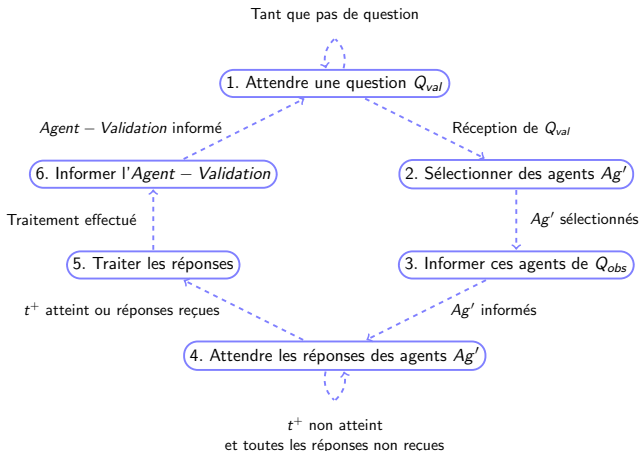 Tant que pas de question
1. Attendre une question Q_val
Agent − Validation informé
Réception de Q_val
6. Informer l'Agent − Validation
2. Sélectionner des agents Ag′
Traitement effectué
Ag′ sélectionnés
5. Traiter les réponses
3. Informer ces agents de Q_obs
t⁺ atteint ou réponses reçues
Ag′ informés
4. Attendre les réponses des agents Ag′
t⁺ non atteint
et toutes les réponses non reçues